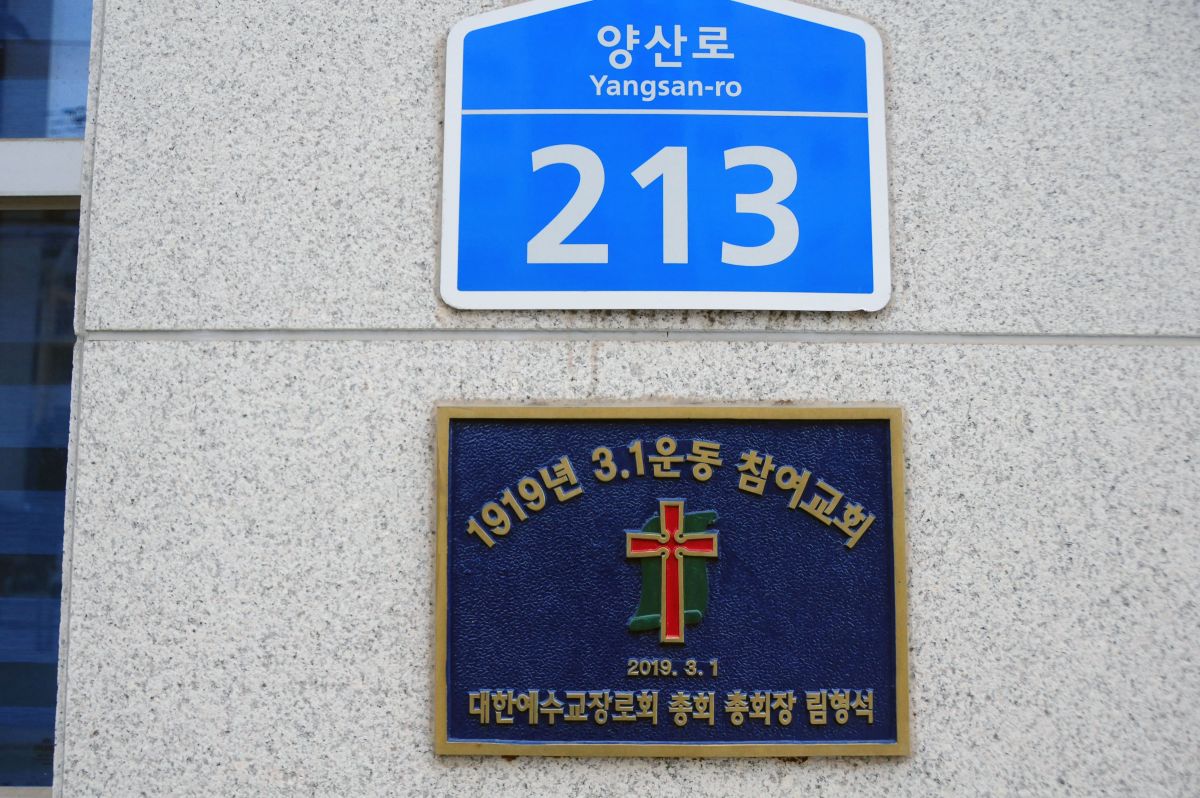 양산로
Yangsan-ro
213
1919년 3.1운동 참여교회
2019. 3. 1
대한예수교장로회 총회 총회장 림형석